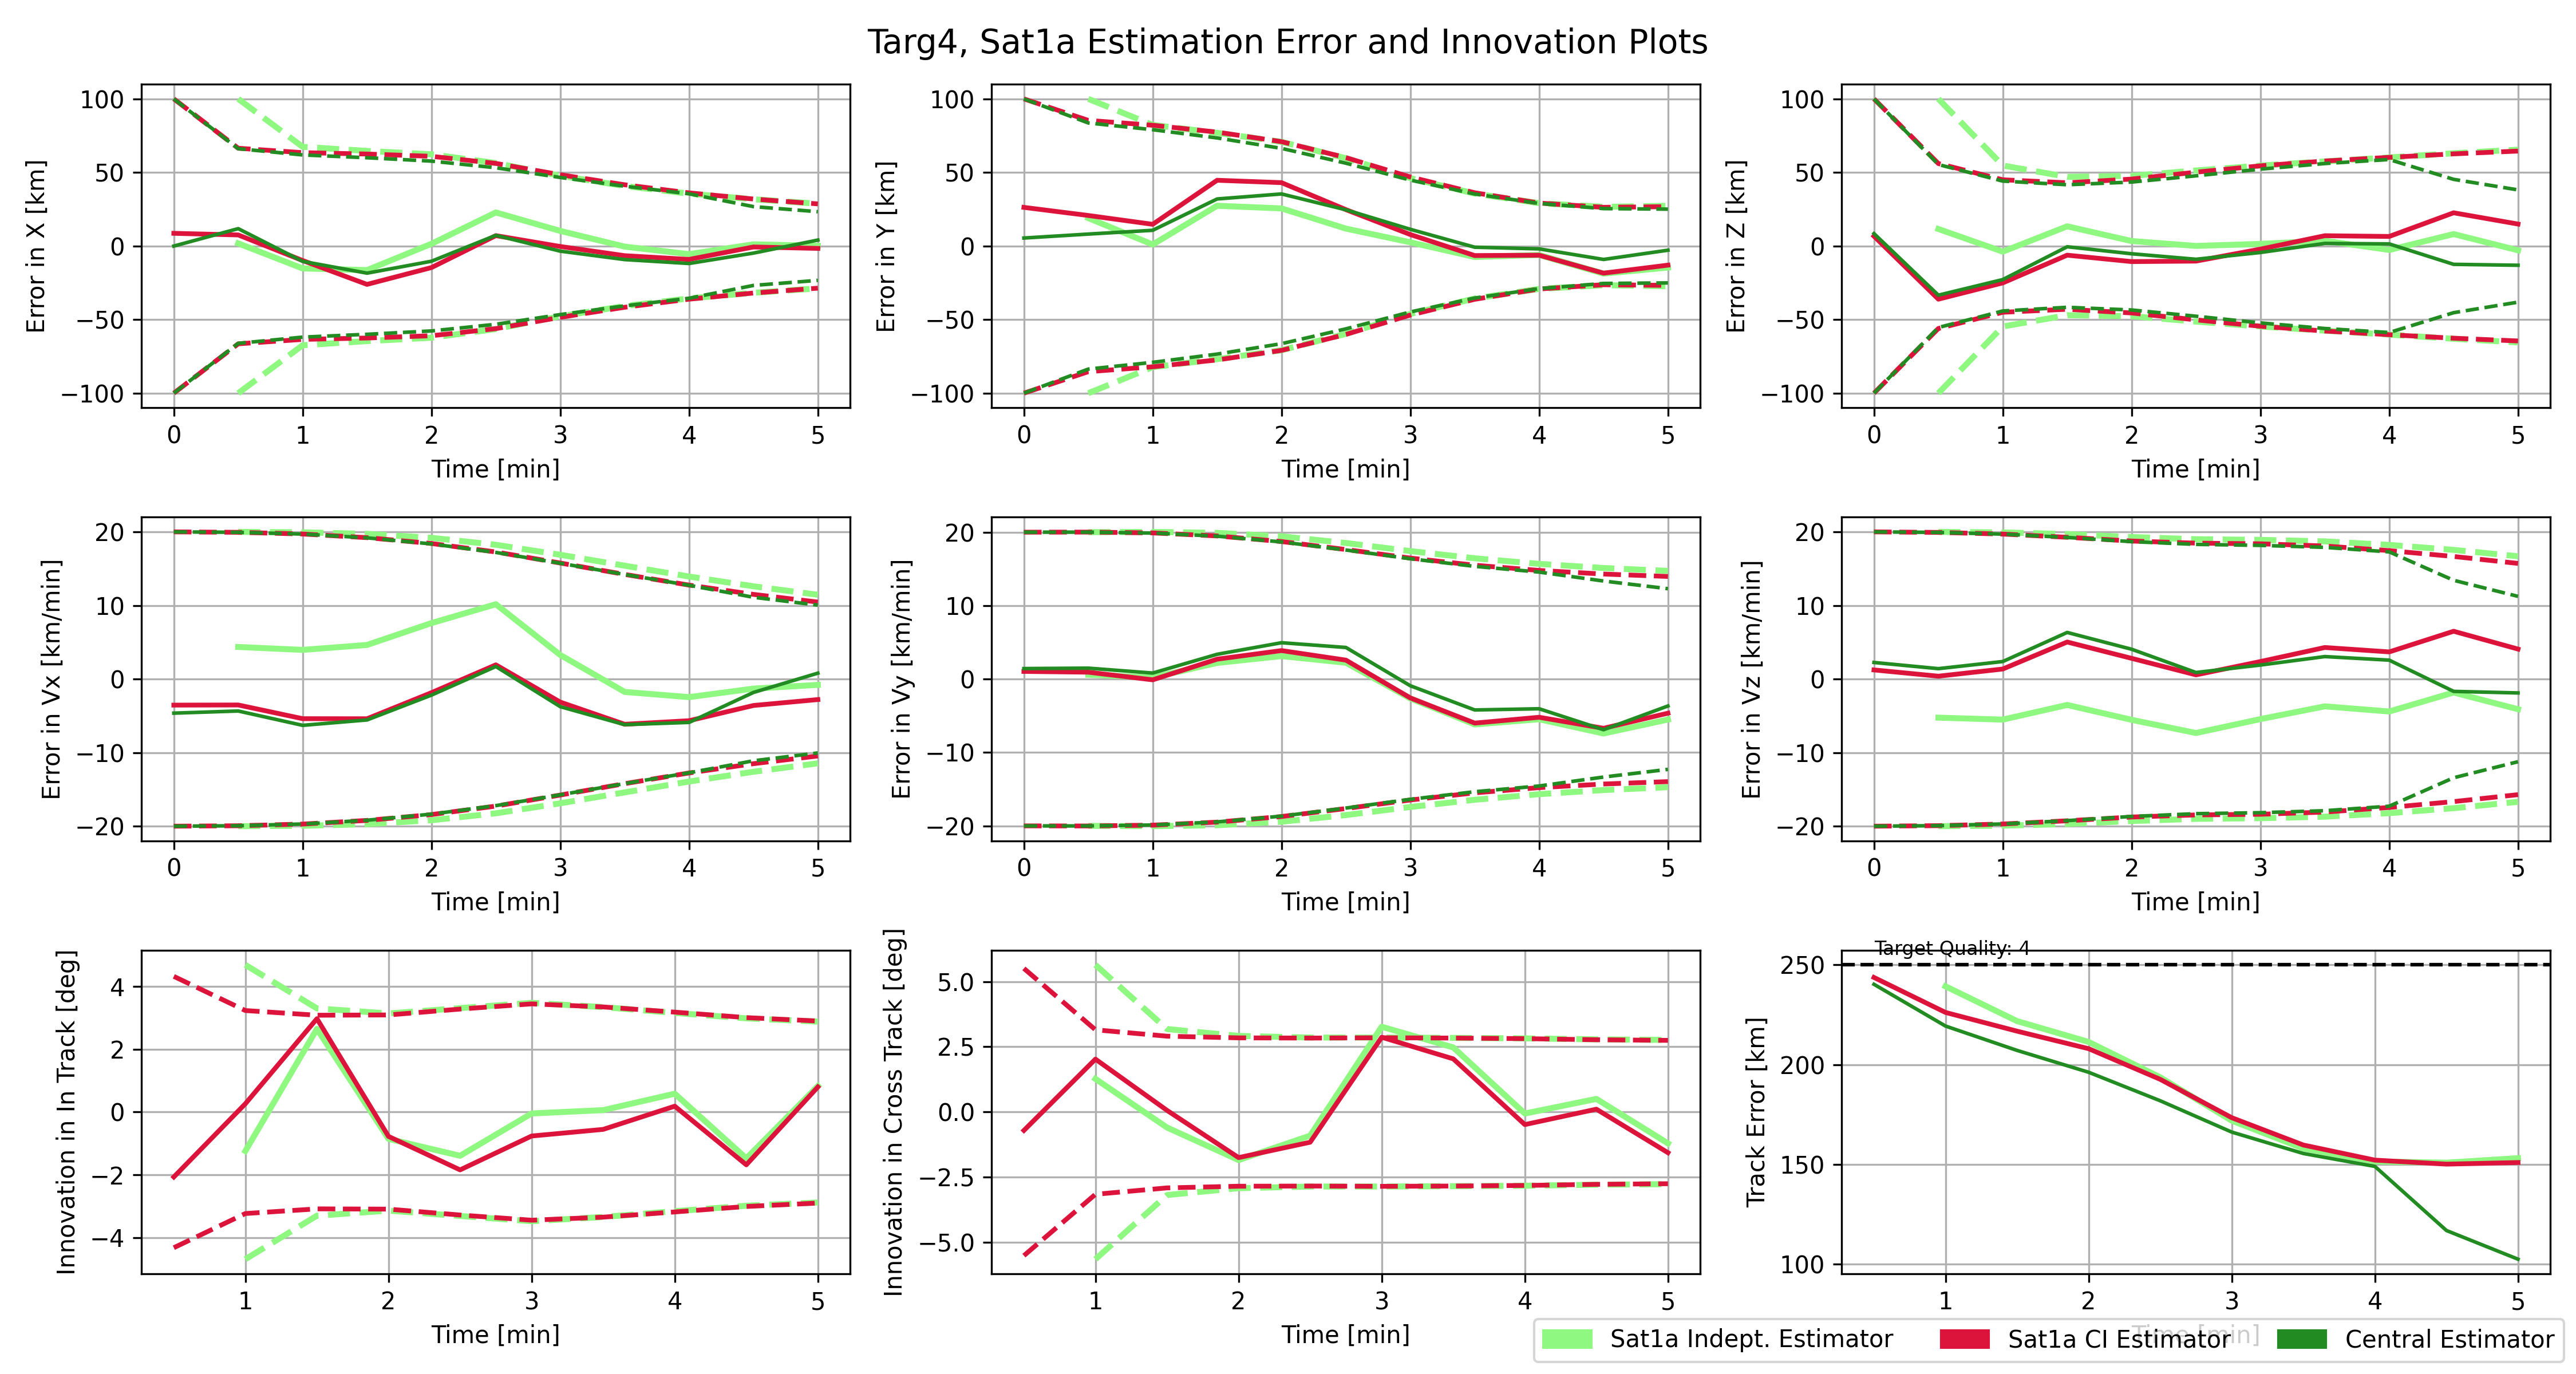 Targ4, Sat1a Estimation Error and Innovation Plots
Error in X [km]
100
50
0
−50
−100
0 1 2 3 4 5
Time [min]
Error in Y [km]
100
50
0
−50
−100
0 1 2 3 4 5
Time [min]
Error in Z [km]
100
50
0
−50
−100
0 1 2 3 4 5
Time [min]
Error in Vx [km/min]
20
10
0
−10
−20
0 1 2 3 4 5
Time [min]
Error in Vy [km/min]
20
10
0
−10
−20
0 1 2 3 4 5
Time [min]
Error in Vz [km/min]
20
10
0
−10
−20
0 1 2 3 4 5
Time [min]
Innovation in In Track [deg]
4
2
0
−2
−4
1 2 3 4 5
Time [min]
Innovation in Cross Track [deg]
5.0
2.5
0.0
−2.5
−5.0
1 2 3 4 5
Time [min]
Track Error [km]
Target Quality: 4
250
200
150
100
1 2 3 4 5
Time [min]
Sat1a Indept. Estimator Sat1a CI Estimator Central Estimator